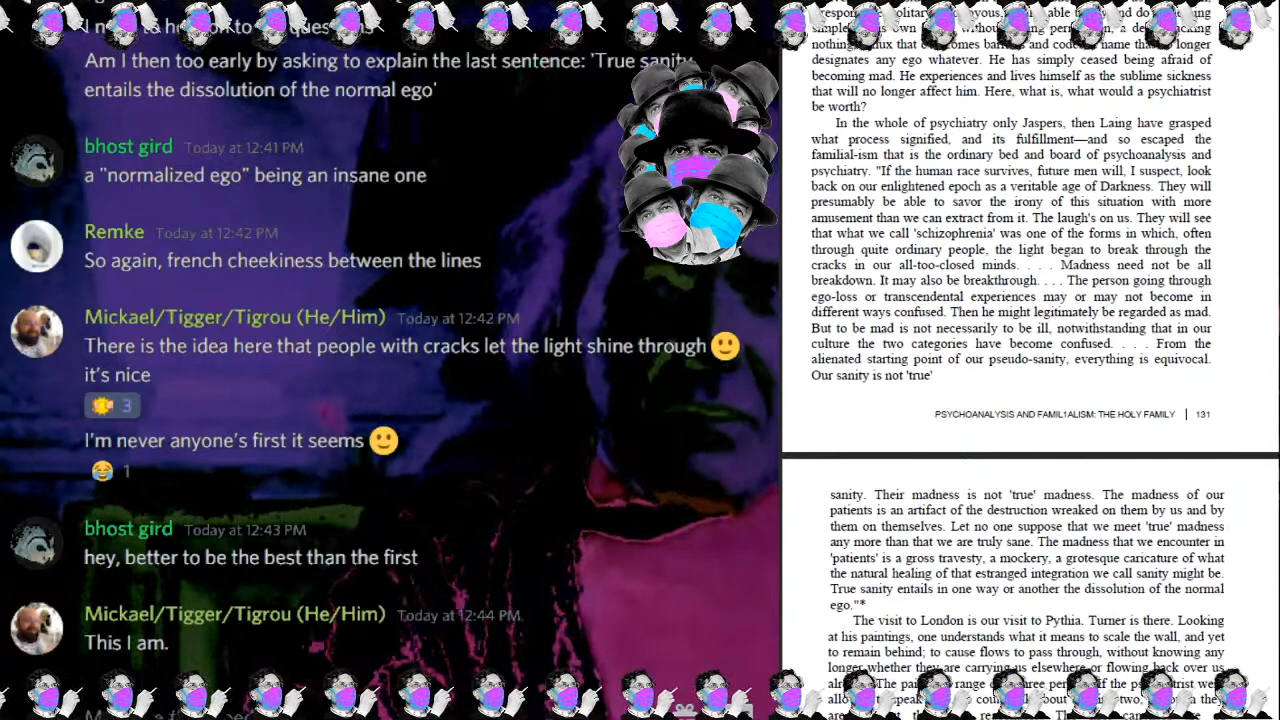 Am I then too early by asking to explain the last sentence: 'True sanity
entails the dissolution of the normal ego'
bhost gird Today at 12:41 PM
a "normalized ego" being an insane one
Remke Today at 12:42 PM
So again, french cheekiness between the lines
Mickael/Tigger/Tigrou (He/Him) Today at 12:42 PM
There is the idea here that people with cracks let the light shine through
it's nice
3
I'm never anyone's first it seems
1
bhost gird Today at 12:43 PM
hey, better to be the best than the first
Mickael/Tigger/Tigrou (He/Him) Today at 12:44 PM
This I am.
designates any ego whatever. He has simply ceased being afraid of
becoming mad. He experiences and lives himself as the sublime sickness
that will no longer affect him. Here, what is, what would a psychiatrist
be worth?
In the whole of psychiatry only Jaspers, then Laing have grasped
what process signified, and its fulfillment—and so escaped the
familial-ism that is the ordinary bed and board of psychoanalysis and
psychiatry. "If the human race survives, future men will, I suspect, look
back on our enlightened epoch as a veritable age of Darkness. They will
presumably be able to savor the irony of this situation with more
amusement than we can extract from it. The laugh's on us. They will see
that what we call 'schizophrenia' was one of the forms in which, often
through quite ordinary people, the light began to break through the
cracks in our all-too-closed minds. . . . Madness need not be all
breakdown. It may also be breakthrough. . . . The person going through
ego-loss or transcendental experiences may or may not become in
different ways confused. Then he might legitimately be regarded as mad.
But to be mad is not necessarily to be ill, notwithstanding that in our
culture the two categories have become confused. . . . From the
alienated starting point of our pseudo-sanity, everything is equivocal.
Our sanity is not 'true'
PSYCHOANALYSIS AND FAMIL1ALISM: THE HOLY FAMILY | 131
sanity. Their madness is not 'true' madness. The madness of our
patients is an artifact of the destruction wreaked on them by us and by
them on themselves. Let no one suppose that we meet 'true' madness
any more than that we are truly sane. The madness that we encounter in
'patients' is a gross travesty, a mockery, a grotesque caricature of what
the natural healing of that estranged integration we call sanity might be.
True sanity entails in one way or another the dissolution of the normal
ego."*
The visit to London is our visit to Pythia. Turner is there. Looking
at his paintings, one understands what it means to scale the wall, and yet
to remain behind; to cause flows to pass through, without knowing any
longer whether they are carrying us elsewhere or flowing back over us